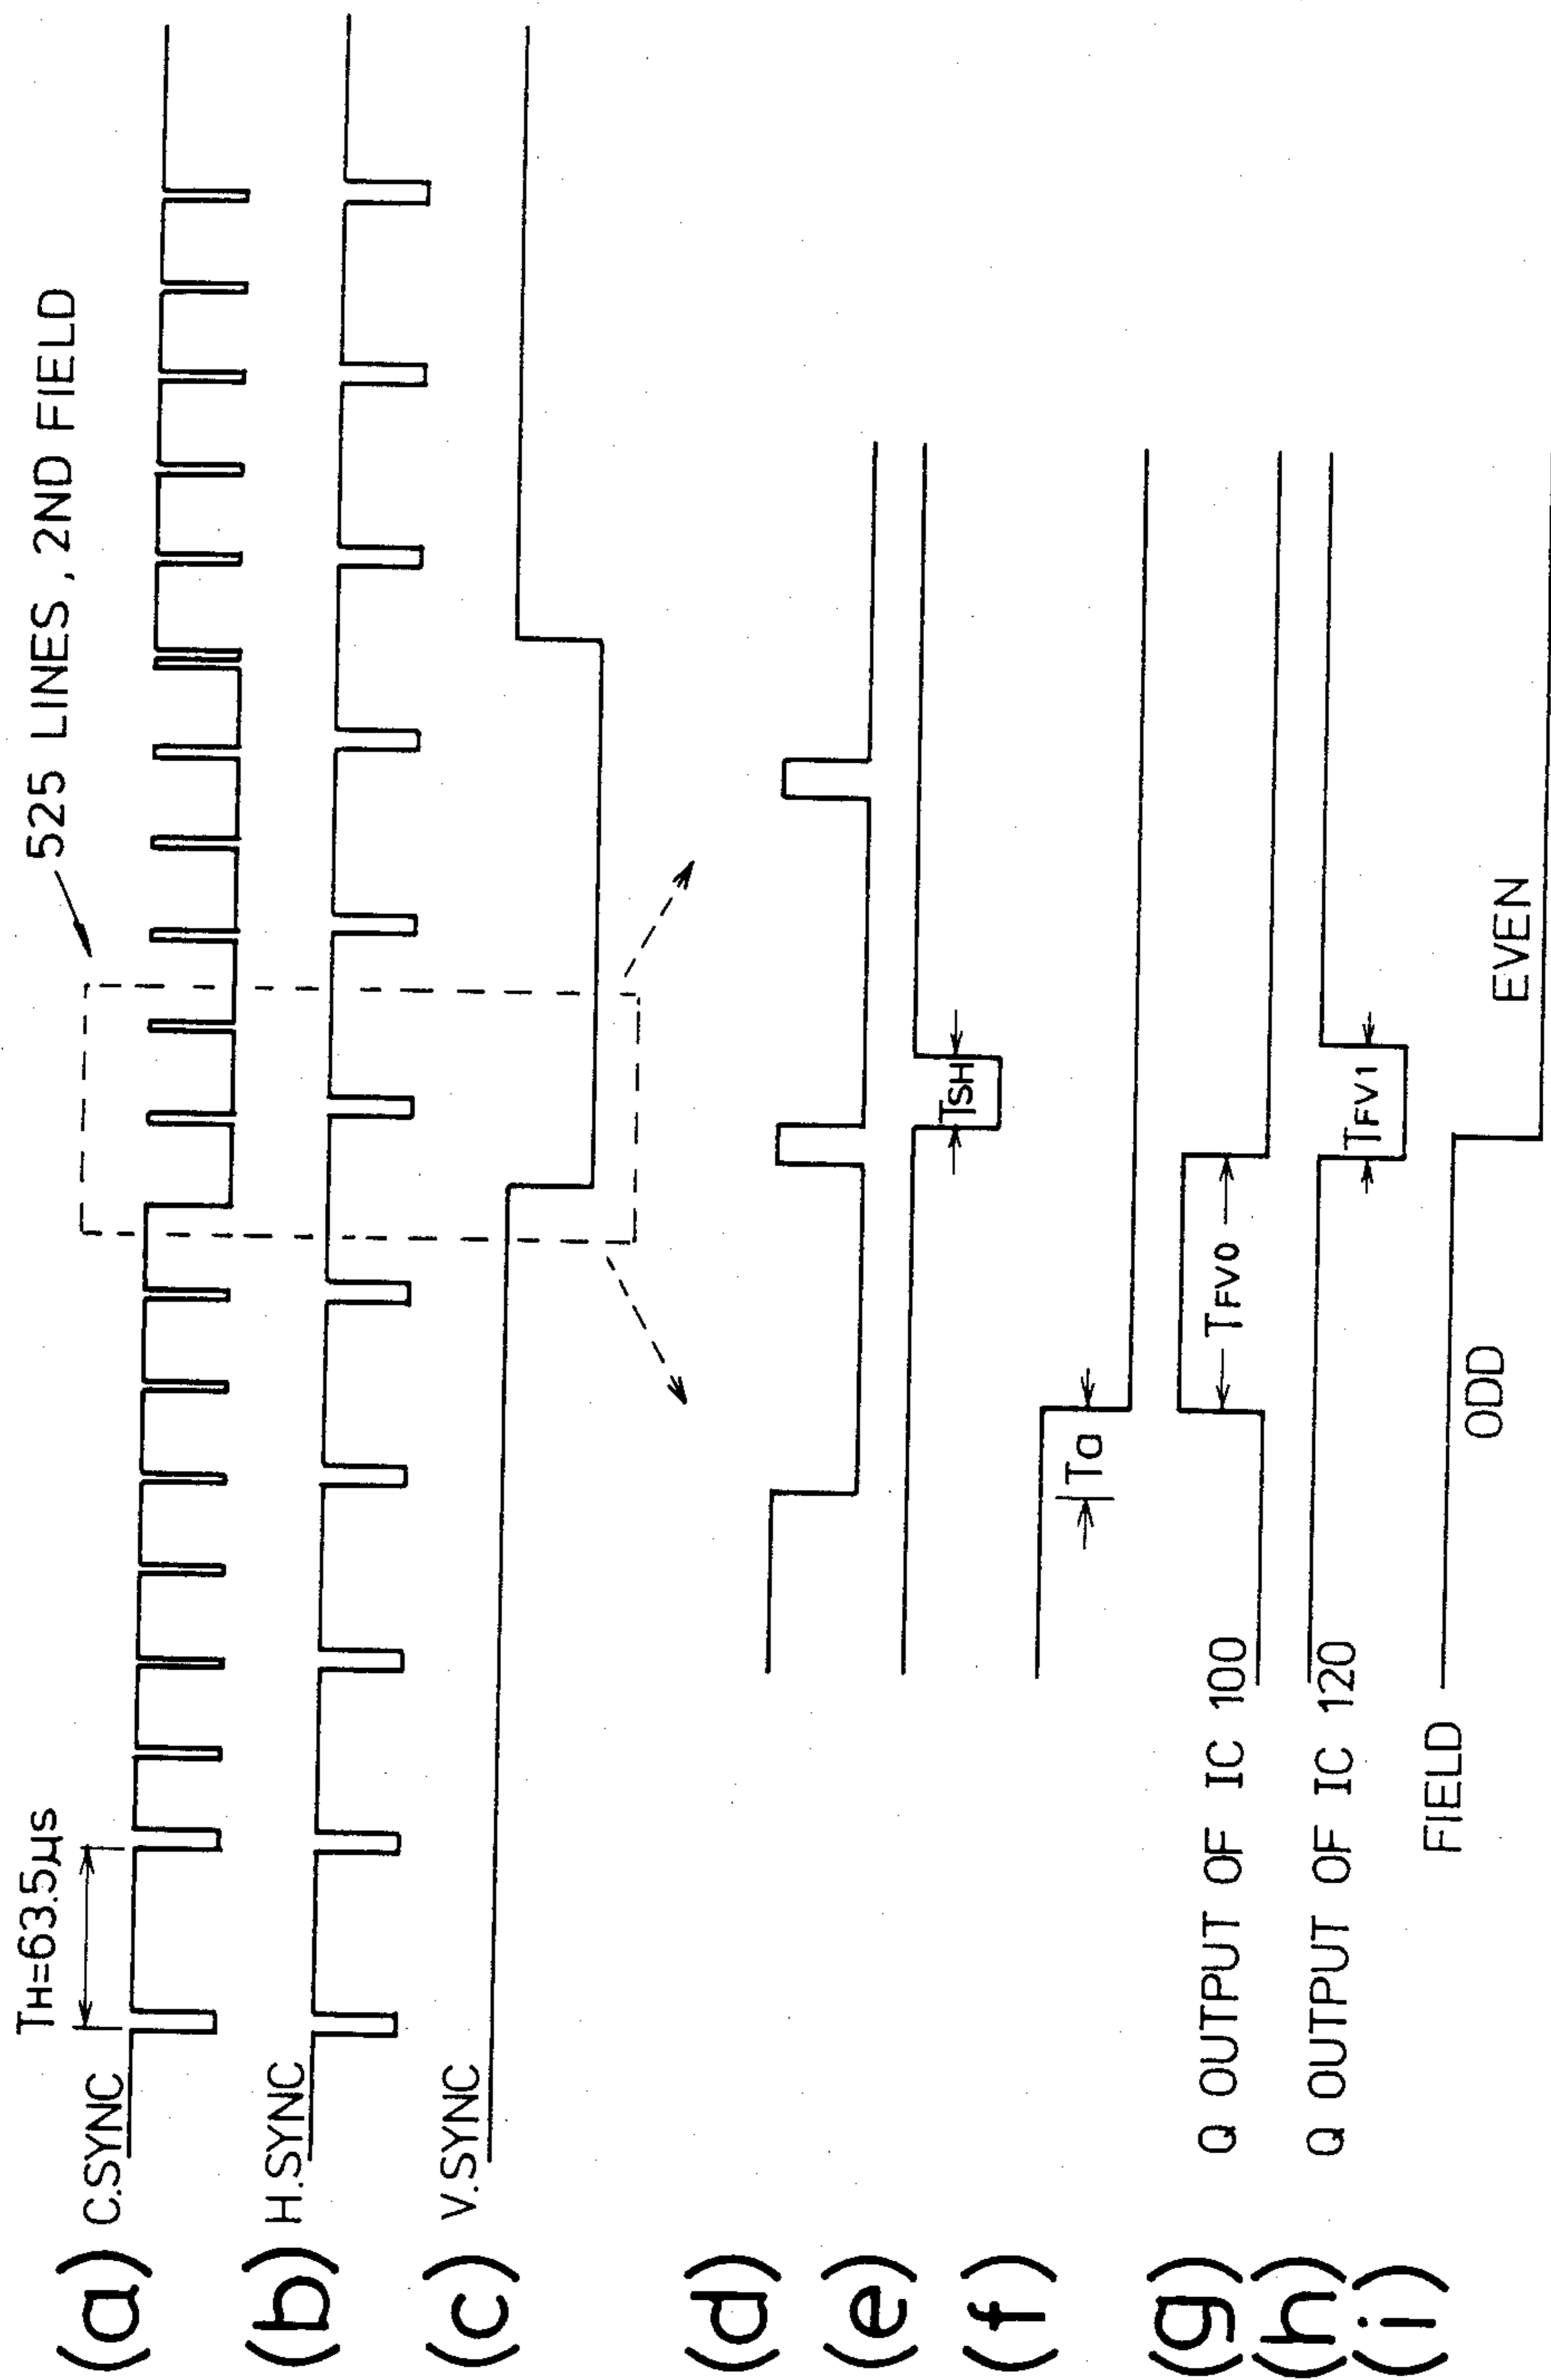 525 LINES, 2ND FIELD
TH=63.5μs
(a) C.SYNC
(b) H.SYNC
(c) V.SYNC
(d)
(e) TSH
(f) Ta
(g) Q OUTPUT OF IC 100 TFV0
(h) Q OUTPUT OF IC 120 TFV1
(i) FIELD ODD EVEN